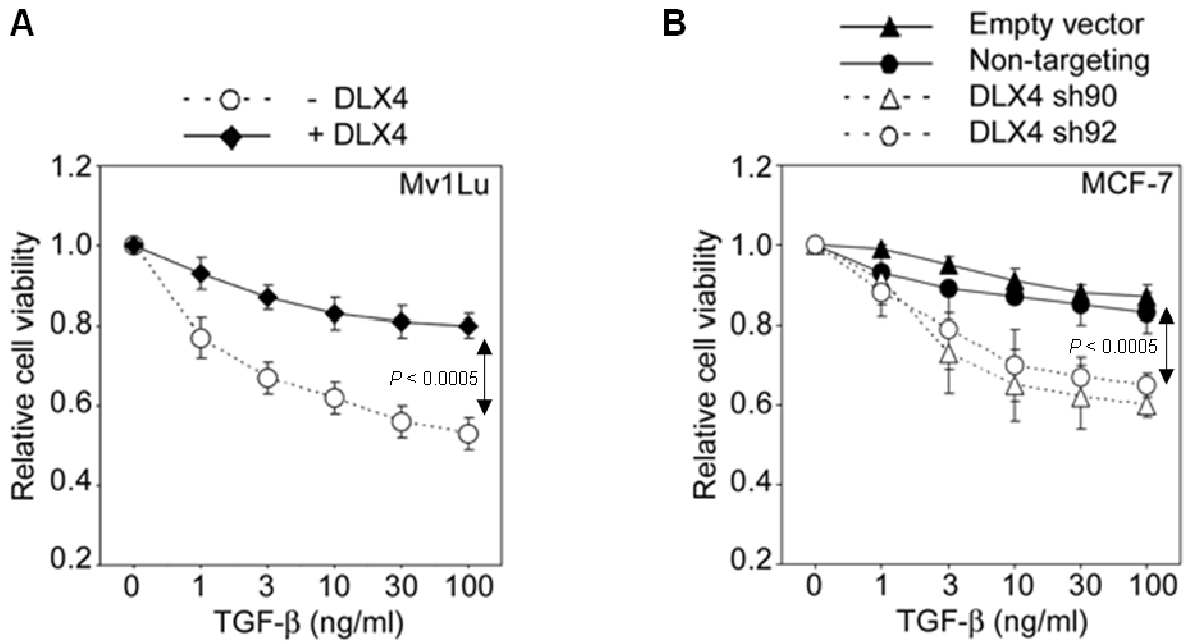 A
- DLX4
+ DLX4
Mv1Lu
Relative cell viability
1.2
1.0
0.8
0.6
0.4
0.2
P < 0.0005
0 1 3 10 30 100
TGF-β (ng/ml)
B
Empty vector
Non-targeting
DLX4 sh90
DLX4 sh92
MCF-7
Relative cell viability
1.2
1.0
0.8
0.6
0.4
0.2
P < 0.0005
0 1 3 10 30 100
TGF-β (ng/ml)